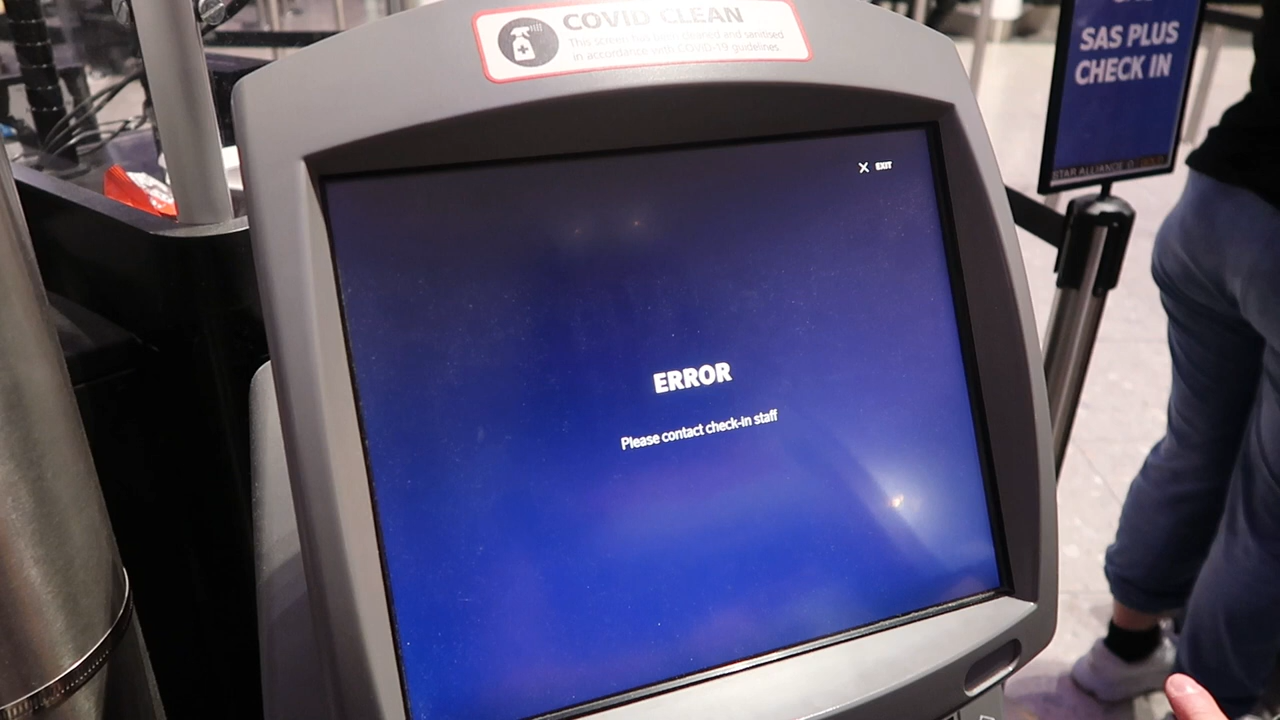 COVID CLEAN
This screen has been cleaned and sanitised
in accordance with COVID-19 guidelines
SAS PLUS
CHECK IN
STAR ALLIANCE GOLD
EXIT
ERROR
Please contact check-in staff